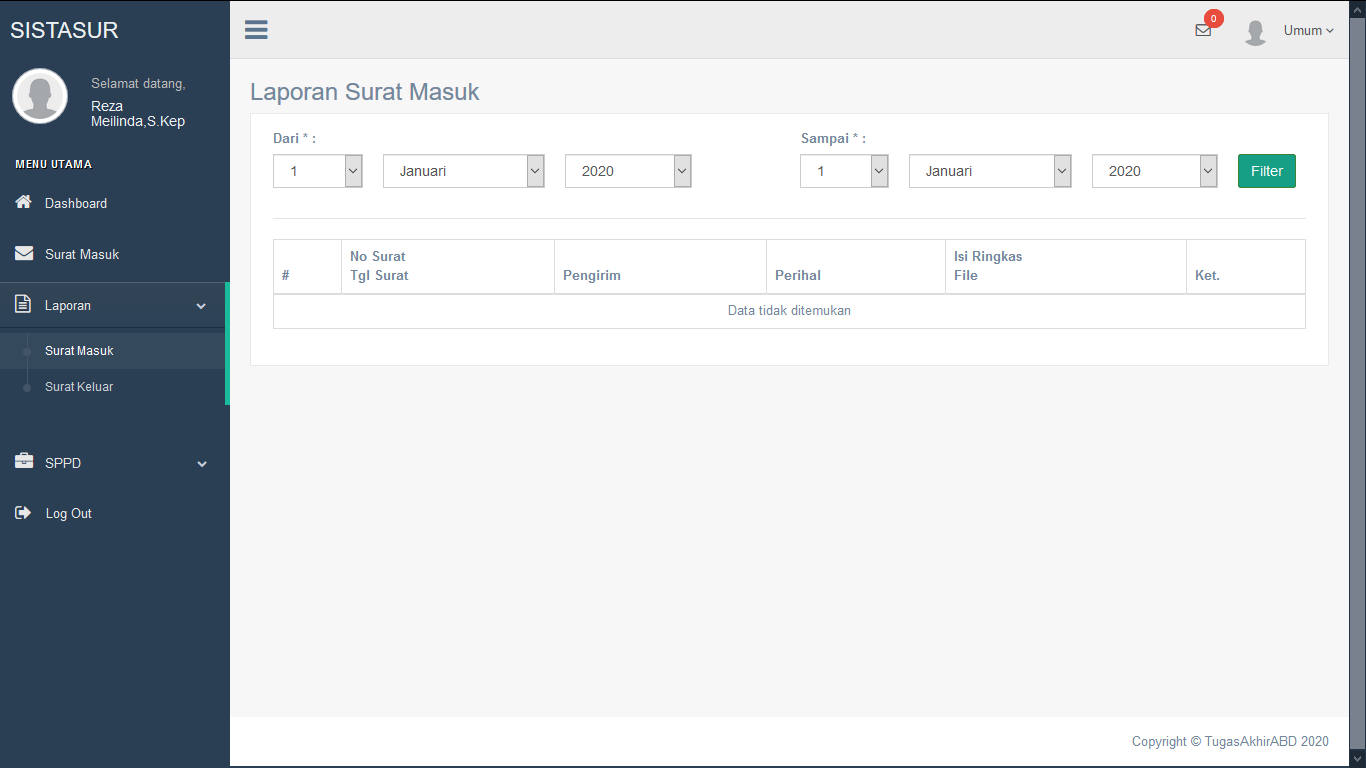 SISTASUR
0
Umum
Selamat datang,
Reza
Meilinda,S.Kep
MENU UTAMA
Dashboard
Surat Masuk
Laporan
Surat Masuk
Surat Keluar
SPPD
Log Out
Laporan Surat Masuk
Dari * :
Sampai * :
1 Januari 2020 1 Januari 2020 Filter
# No Surat Tgl Surat Pengirim Perihal Isi Ringkas File Ket.
Data tidak ditemukan
Copyright © TugasAkhirABD 2020